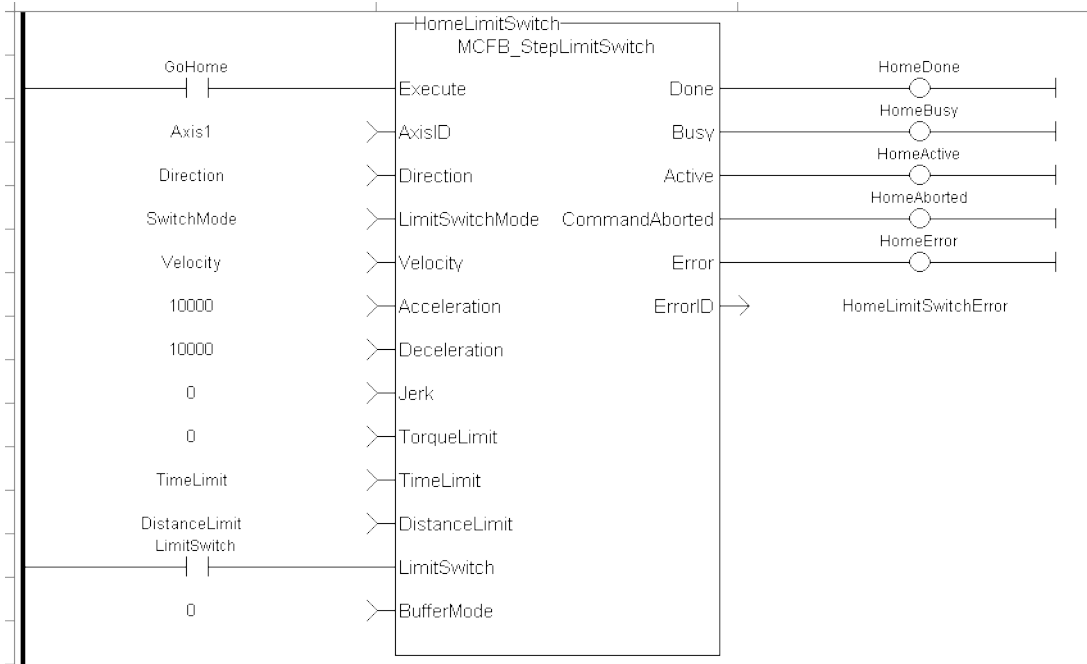 HomeLimitSwitch
MCFB_StepLimitSwitch
GoHome
Execute
Done
HomeDone
Axis1
AxisID
Busy
HomeBusy
Direction
Direction
Active
HomeActive
SwitchMode
LimitSwitchMode
CommandAborted
HomeAborted
Velocity
Velocity
Error
HomeError
10000
Acceleration
ErrorID
HomeLimitSwitchError
10000
Deceleration
0
Jerk
0
TorqueLimit
TimeLimit
TimeLimit
DistanceLimit
DistanceLimit
LimitSwitch
LimitSwitch
0
BufferMode